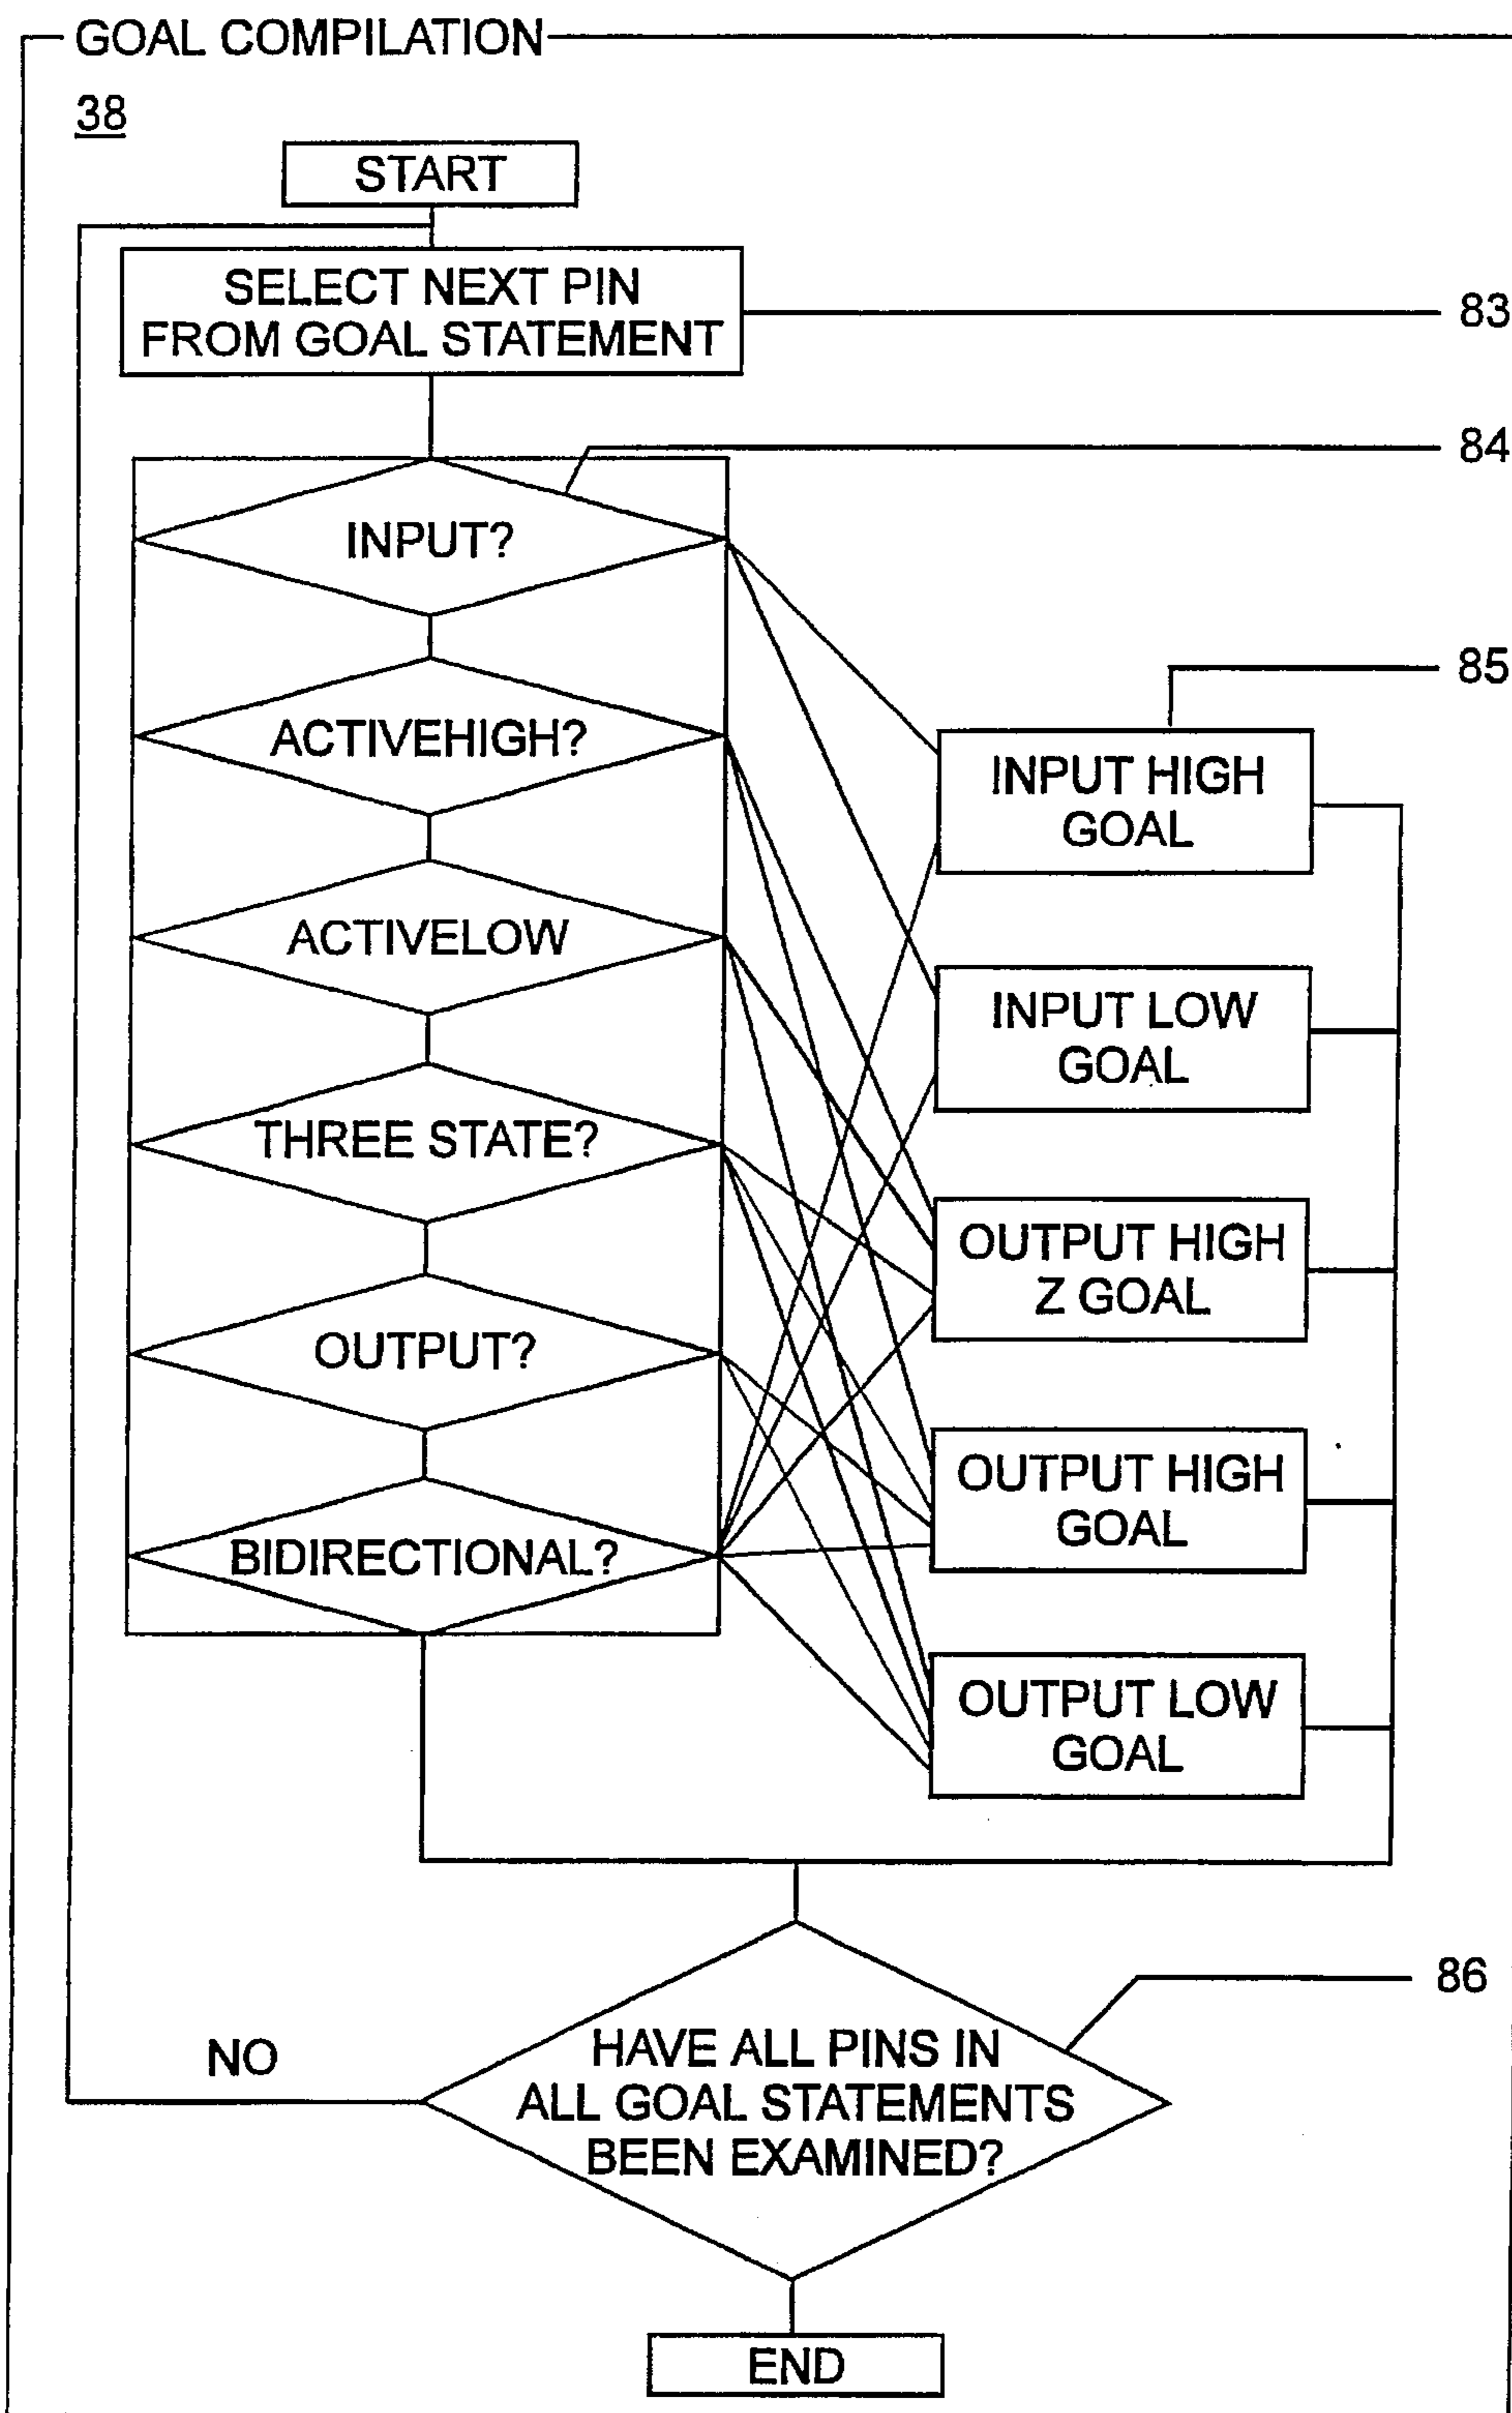 GOAL COMPILATION
38
START
SELECT NEXT PIN
FROM GOAL STATEMENT
83
84
INPUT?
85
ACTIVEHIGH?
INPUT HIGH
GOAL
ACTIVELOW
INPUT LOW
GOAL
THREE STATE?
OUTPUT HIGH
Z GOAL
OUTPUT?
OUTPUT HIGH
GOAL
BIDIRECTIONAL?
OUTPUT LOW
GOAL
86
NO
HAVE ALL PINS IN
ALL GOAL STATEMENTS
BEEN EXAMINED?
END